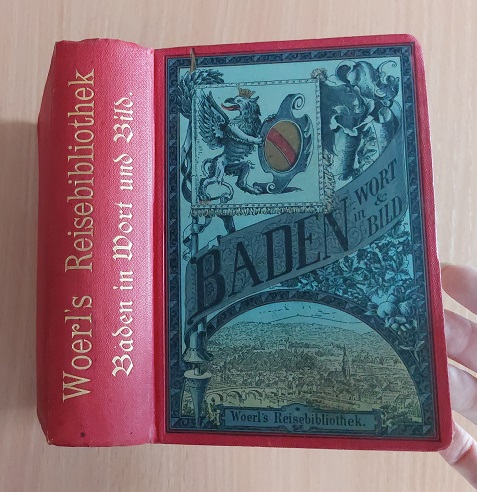 Woerl's Reisebibliothek
Baden in Wort und Bild.
BADEN in WORT & BILD
Woerl's Reisebibliothek.